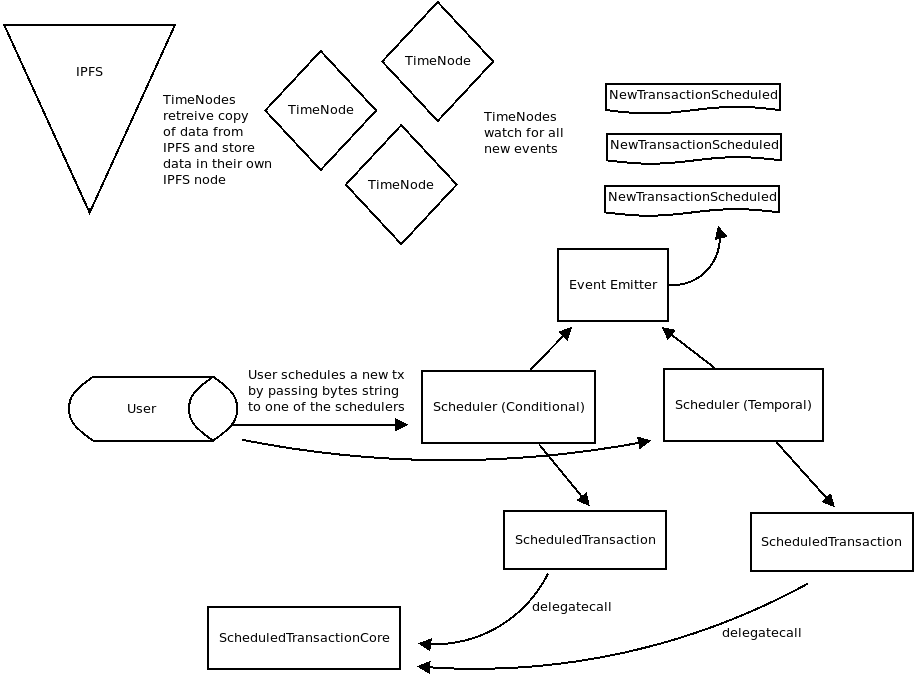 IPFS
TimeNodes
retreive copy
of data from
IPFS and store
data in their own
IPFS node
TimeNode
TimeNode
TimeNode
TimeNodes
watch for all
new events
NewTransactionScheduled
NewTransactionScheduled
NewTransactionScheduled
Event Emitter
User
User schedules a new tx
by passing bytes string
to one of the schedulers
Scheduler (Conditional)
Scheduler (Temporal)
ScheduledTransaction
ScheduledTransaction
delegatecall
delegatecall
ScheduledTransactionCore